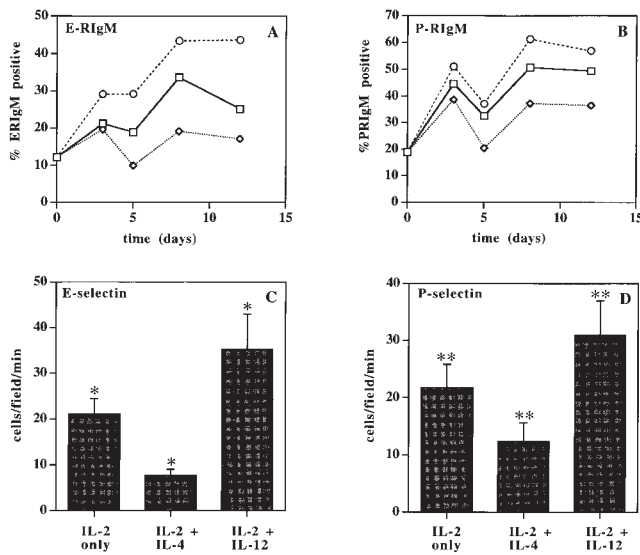 E-RIgM
A
% ERIgM positive
50
40
30
20
10
0
0
5
10
15
time (days)
P-RIgM
B
%PRIgM positive
70
60
50
40
30
20
10
0
0
5
10
15
time (days)
E-selectin
C
cells/field/min
50
40
30
20
10
0
*
*
*
IL-2
only
IL-2 +
IL-4
IL-2 +
IL-12
P-selectin
D
cells/field/min
40
30
20
10
0
**
**
**
IL-2
only
IL-2 +
IL-4
IL-2 +
IL-12